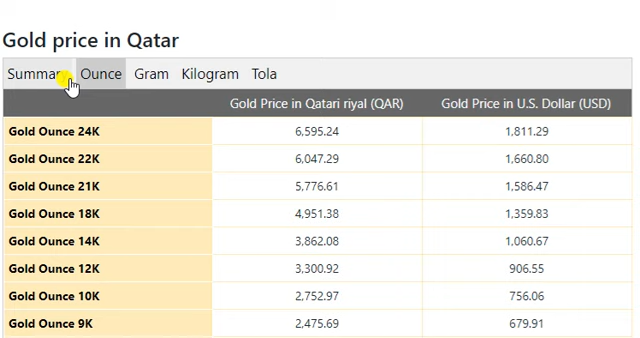 Gold price in Qatar
Summary Ounce Gram Kilogram Tola
Gold Price in Qatari riyal (QAR) Gold Price in U.S. Dollar (USD)
Gold Ounce 24K 6,595.24 1,811.29
Gold Ounce 22K 6,047.29 1,660.80
Gold Ounce 21K 5,776.61 1,586.47
Gold Ounce 18K 4,951.38 1,359.83
Gold Ounce 14K 3,862.08 1,060.67
Gold Ounce 12K 3,300.92 906.55
Gold Ounce 10K 2,752.97 756.06
Gold Ounce 9K 2,475.69 679.91